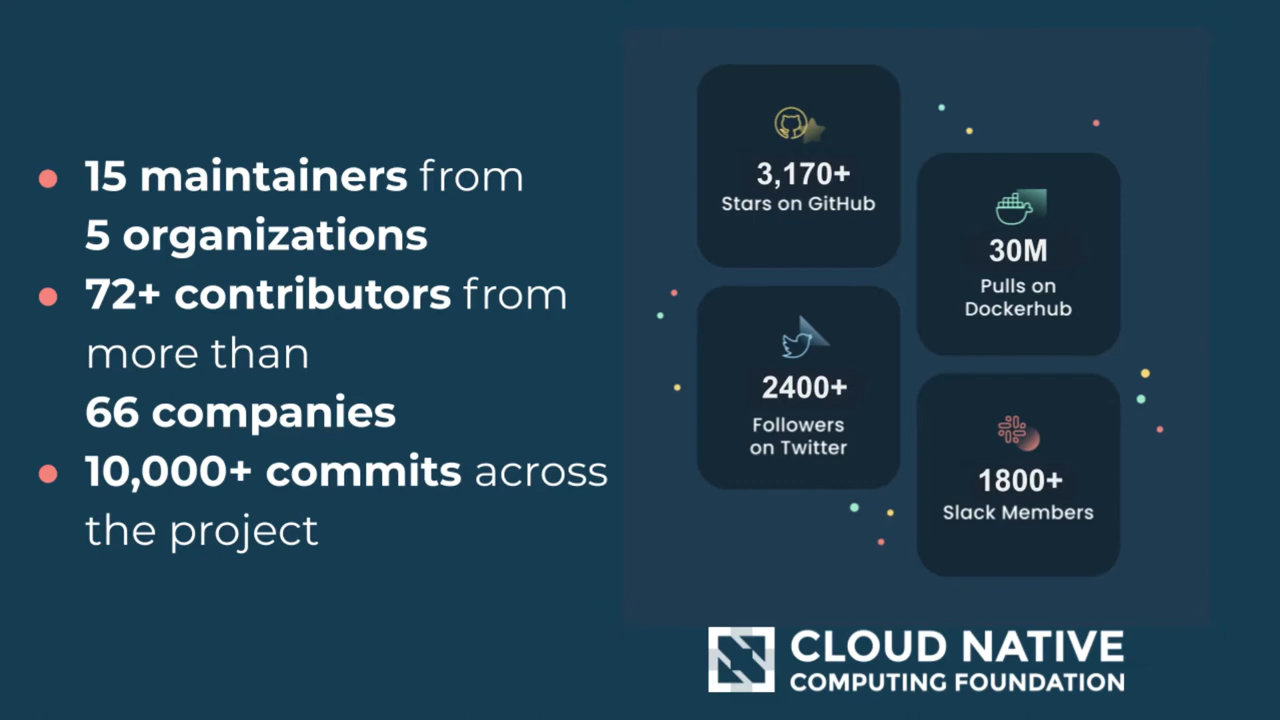 15 maintainers from
5 organizations
72+ contributors from
more than
66 companies
10,000+ commits across
the project
3,170+
Stars on GitHub
30M
Pulls on
Dockerhub
2400+
Followers
on Twitter
1800+
Slack Members
CLOUD NATIVE
COMPUTING FOUNDATION